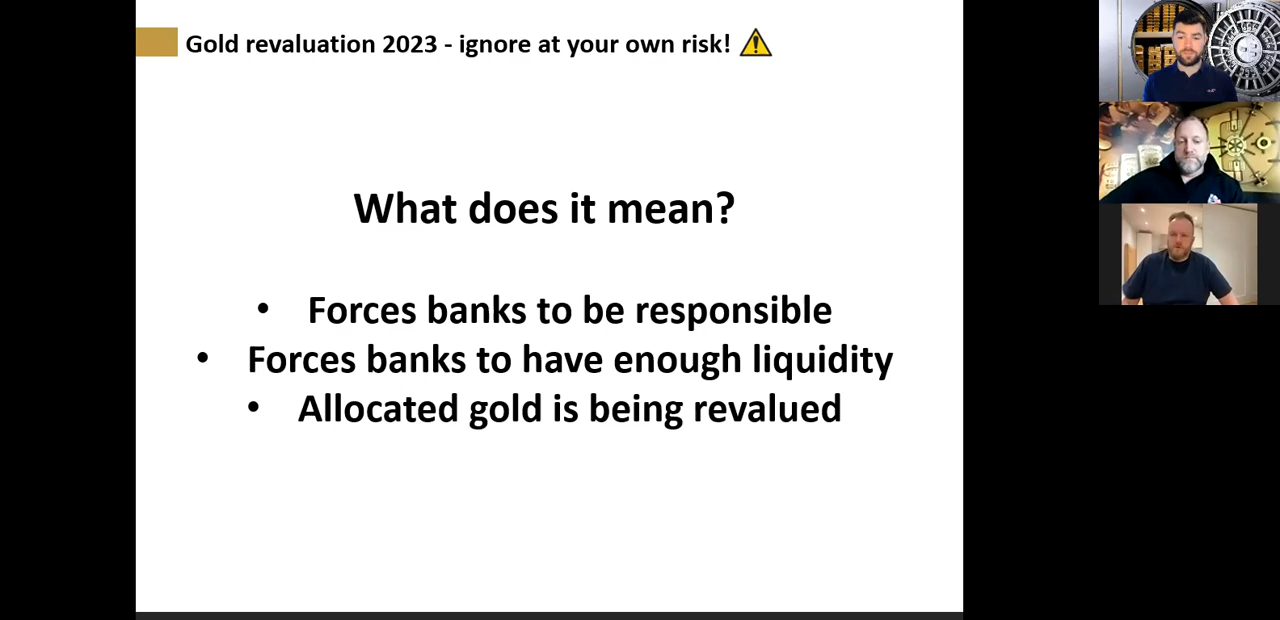 Gold revaluation 2023 - ignore at your own risk! ⚠
What does it mean?
• Forces banks to be responsible
• Forces banks to have enough liquidity
• Allocated gold is being revalued